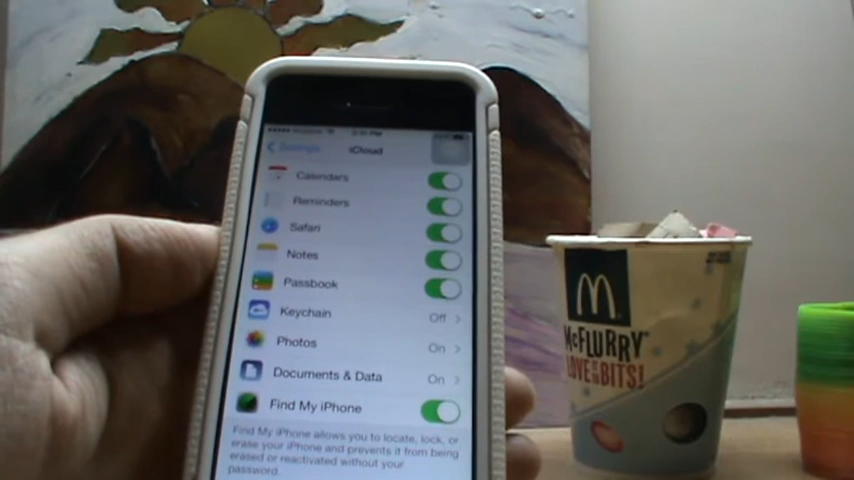 Settings
iCloud
Calendars
Reminders
Safari
Notes
Passbook
Keychain Off
Photos On
Documents & Data On
Find My iPhone
Find My iPhone allows you to locate, lock, or
erase your iPhone and prevents it from being
erased or reactivated without your
password.
McFLURRY
LOVE BITS!